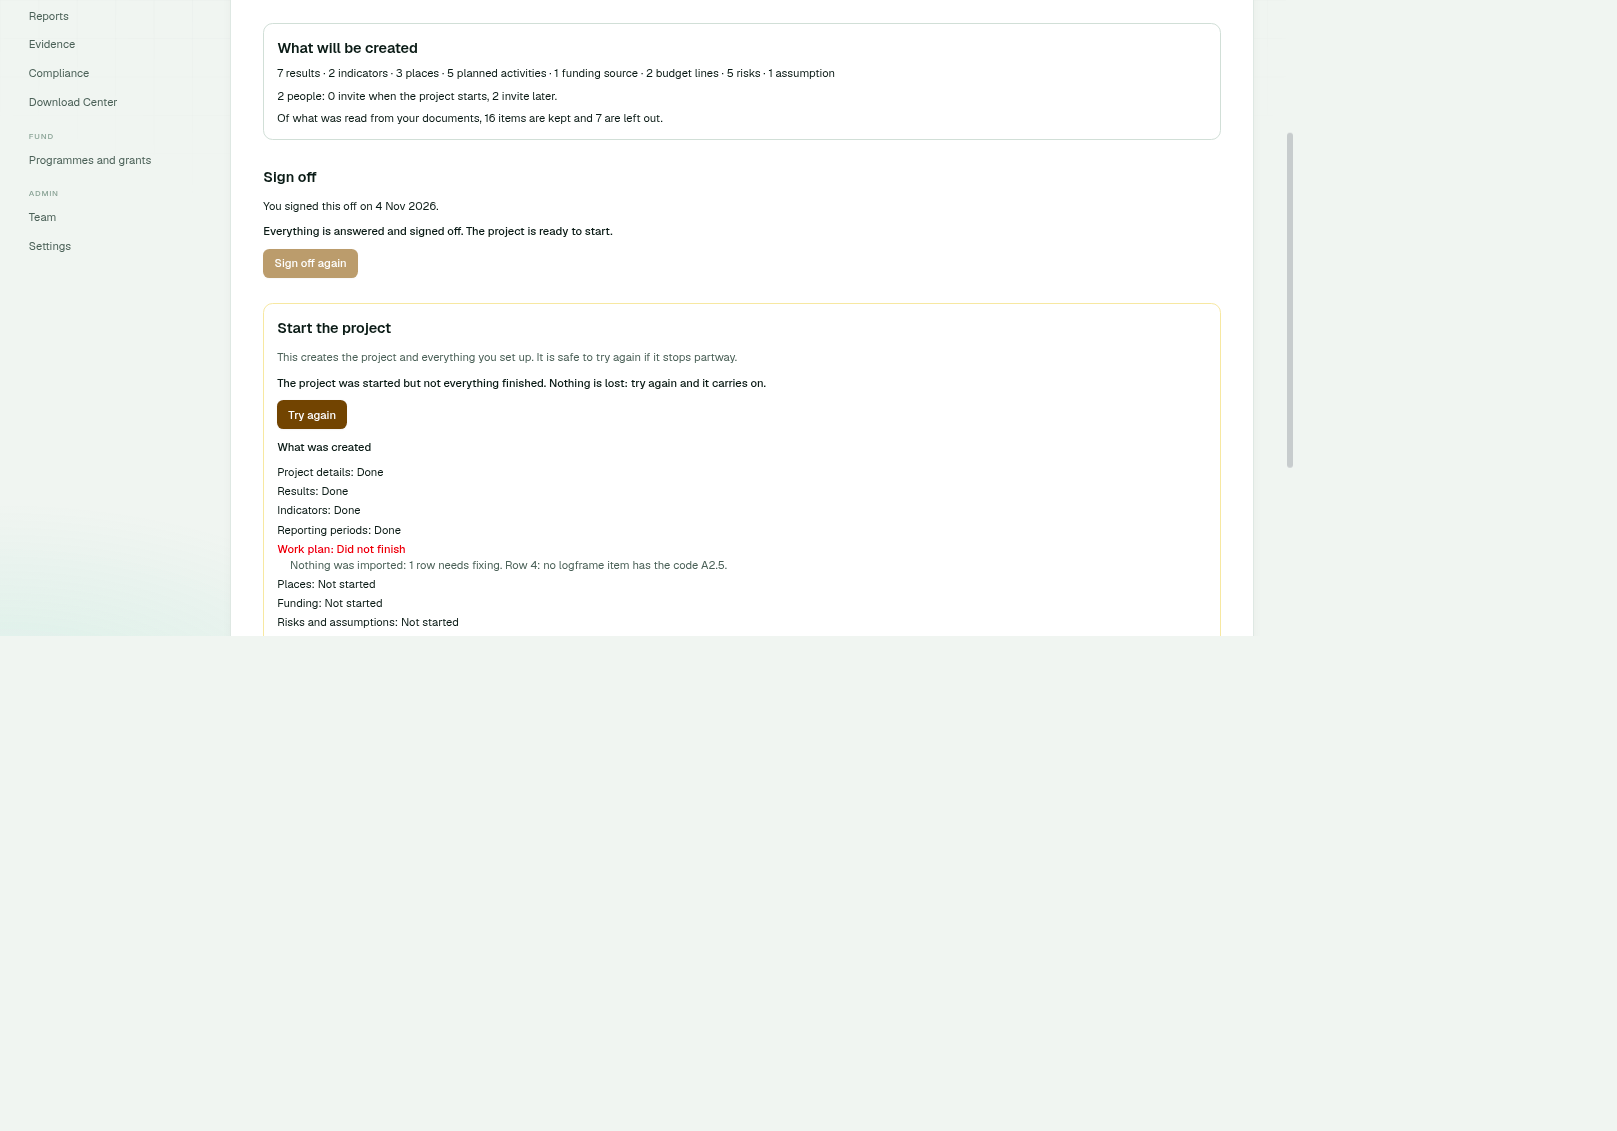 Reports
Evidence
Compliance
Download Center
FUND
Programmes and grants
ADMIN
Team
Settings
What will be created
7 results · 2 indicators · 3 places · 5 planned activities · 1 funding source · 2 budget lines · 5 risks · 1 assumption
2 people: 0 invite when the project starts, 2 invite later.
Of what was read from your documents, 16 items are kept and 7 are left out.
Sign off
You signed this off on 4 Nov 2026.
Everything is answered and signed off. The project is ready to start.
Sign off again
Start the project
This creates the project and everything you set up. It is safe to try again if it stops partway.
The project was started but not everything finished. Nothing is lost: try again and it carries on.
Try again
What was created
Project details: Done
Results: Done
Indicators: Done
Reporting periods: Done
Work plan: Did not finish
Nothing was imported: 1 row needs fixing. Row 4: no logframe item has the code A2.5.
Places: Not started
Funding: Not started
Risks and assumptions: Not started